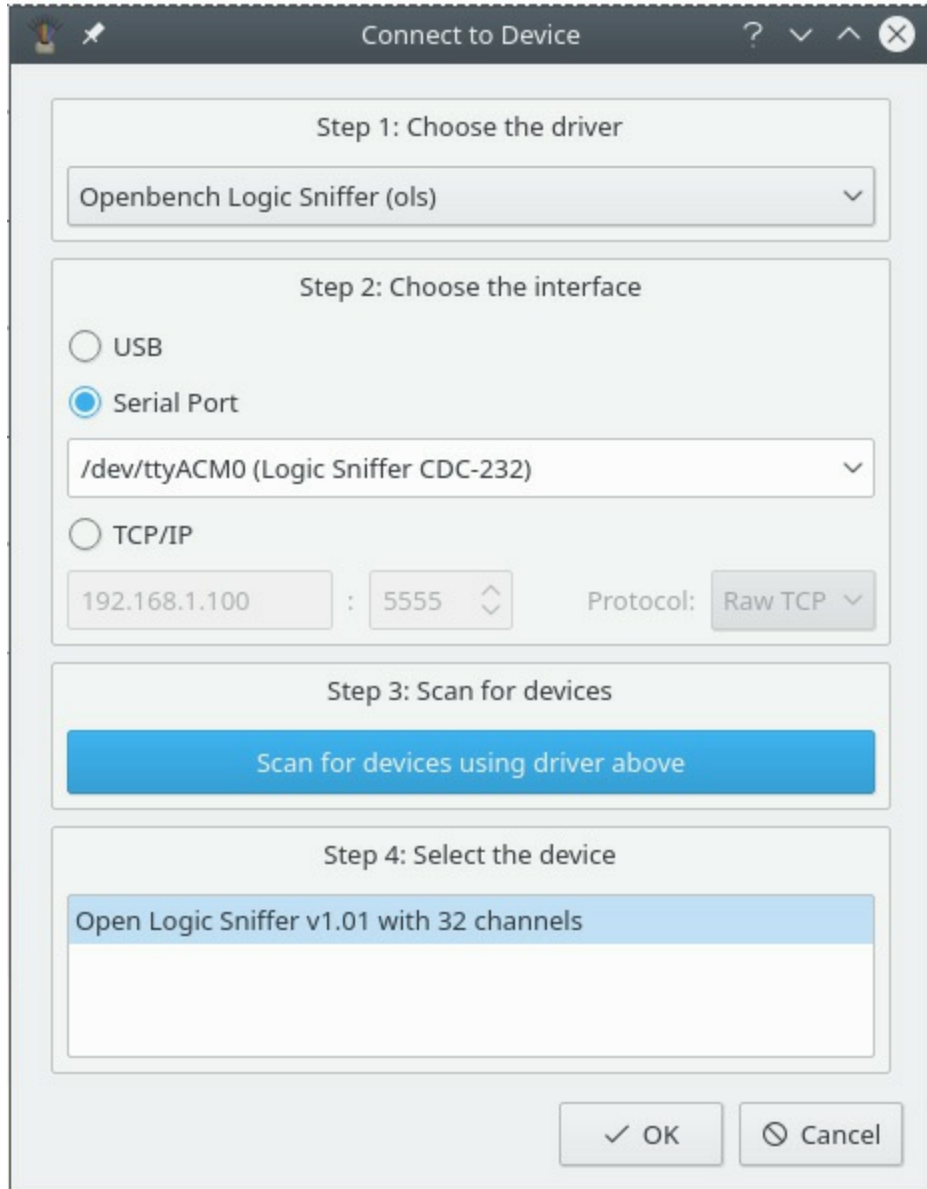 Connect to Device
Step 1: Choose the driver
Openbench Logic Sniffer (ols)
Step 2: Choose the interface
USB
Serial Port
/dev/ttyACM0 (Logic Sniffer CDC-232)
TCP/IP
192.168.1.100 : 5555 Protocol: Raw TCP
Step 3: Scan for devices
Scan for devices using driver above
Step 4: Select the device
Open Logic Sniffer v1.01 with 32 channels
OK Cancel